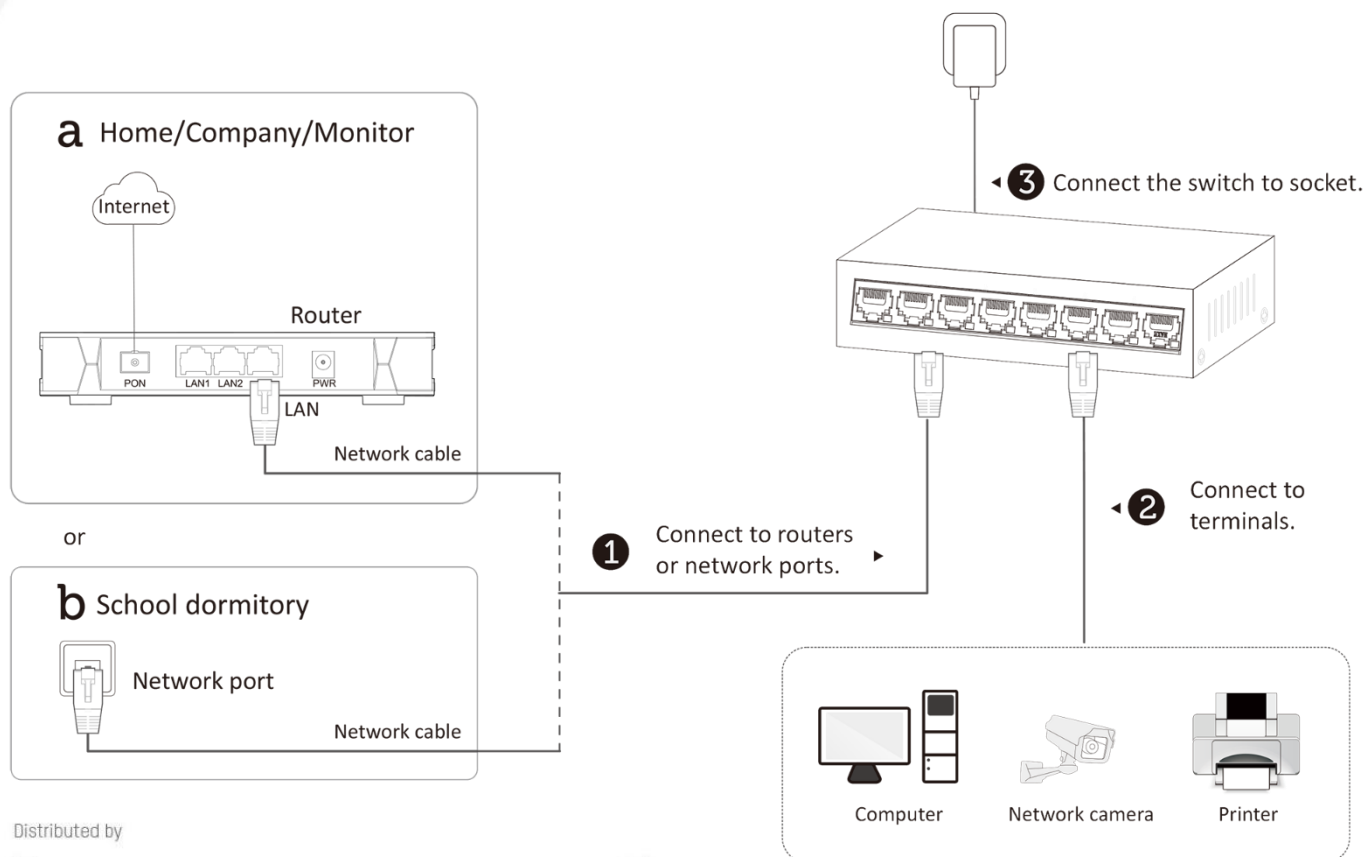 a Home/Company/Monitor
Internet
Router
PON
LAN1 LAN2
PWR
LAN
Network cable
or
b School dormitory
Network port
Network cable
1 Connect to routers
or network ports.
2 Connect to
terminals.
3 Connect the switch to socket.
Computer
Network camera
Printer
Distributed by